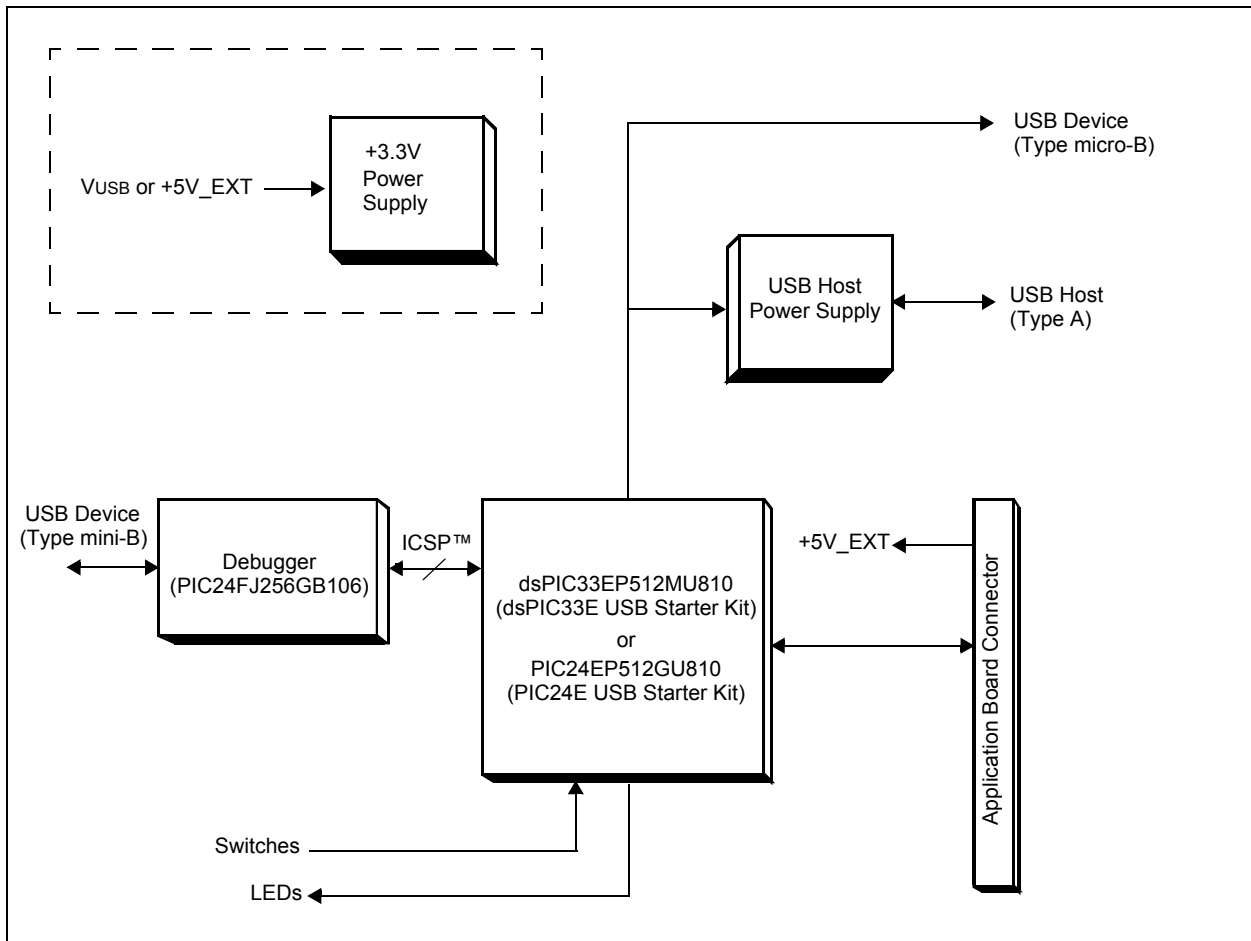 +3.3V
Power
Supply
VUSB or +5V_EXT
USB Device
(Type micro-B)
USB Host
Power Supply
USB Host
(Type A)
USB Device
(Type mini-B)
Debugger
(PIC24FJ256GB106)
ICSP™
dsPIC33EP512MU810
(dsPIC33E USB Starter Kit)
or
PIC24EP512GU810
(PIC24E USB Starter Kit)
+5V_EXT
Application Board Connector
Switches
LEDs